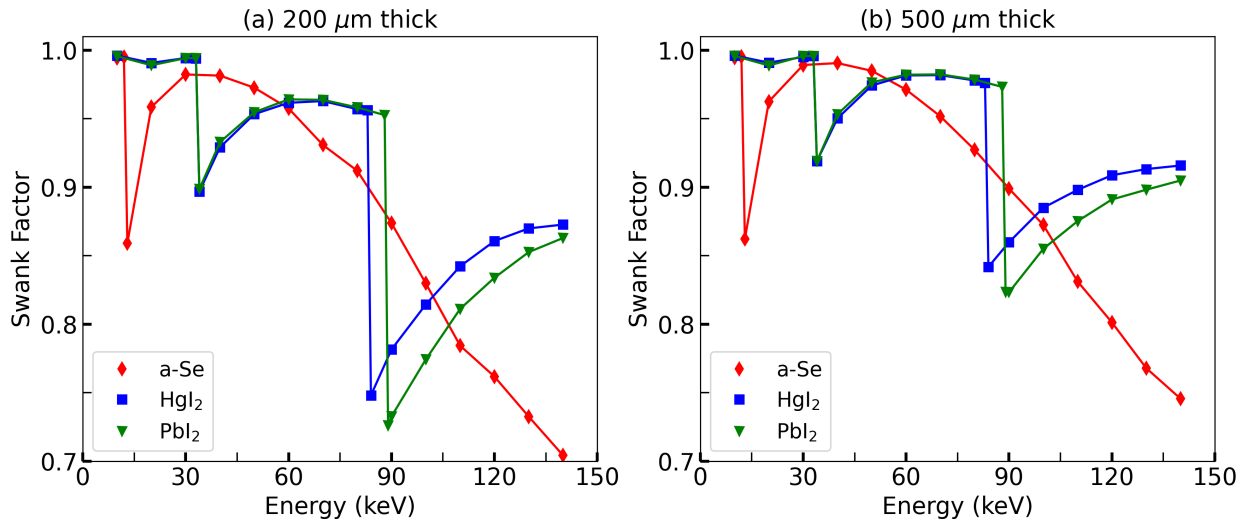 (a) 200 μm thick
1.0
0.9
0.8
0.7
Swank Factor
a-Se
HgI₂
PbI₂
0 30 60 90 120 150
Energy (keV)
(b) 500 μm thick
1.0
0.9
0.8
0.7
Swank Factor
a-Se
HgI₂
PbI₂
0 30 60 90 120 150
Energy (keV)